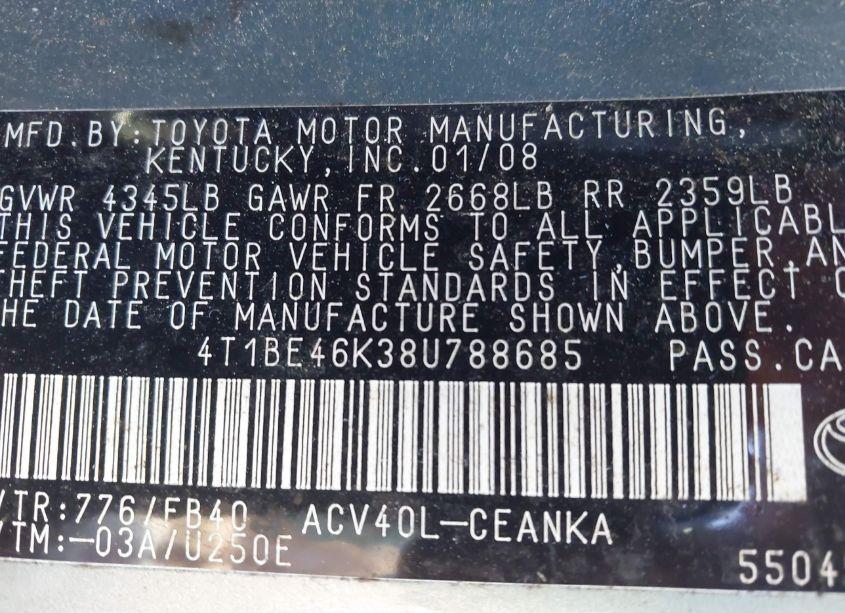 MFD.BY:TOYOTA MOTOR MANUFACTURING,
KENTUCKY,INC.01/08
GVWR 4345LB GAWR FR 2668LB RR 2359LB
THIS VEHICLE CONFORMS TO ALL APPLICABL
FEDERAL MOTOR VEHICLE SAFETY,BUMPER,AN
THEFT PREVENTION STANDARDS IN EFFECT O
HE DATE OF MANUFACTURE SHOWN ABOVE.
4T1BE46K38U788685 PASS.CA
/TR:776/FB40 ACV40L-CEANKA
/TM:-03A/U250E
5504